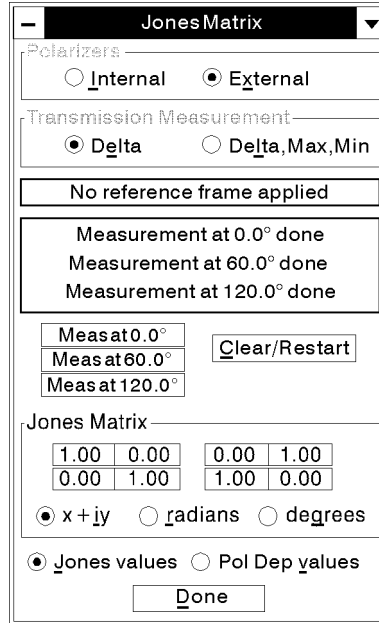 Jones Matrix
Polarizers
Internal External
Transmission Measurement
Delta Delta,Max,Min
No reference frame applied
Measurement at 0.0° done
Measurement at 60.0° done
Measurement at 120.0° done
Meas at 0.0°
Meas at 60.0°
Meas at 120.0°
Clear/Restart
Jones Matrix
1.00 0.00 0.00 1.00
0.00 1.00 1.00 0.00
x + iy radians degrees
Jones values Pol Dep values
Done